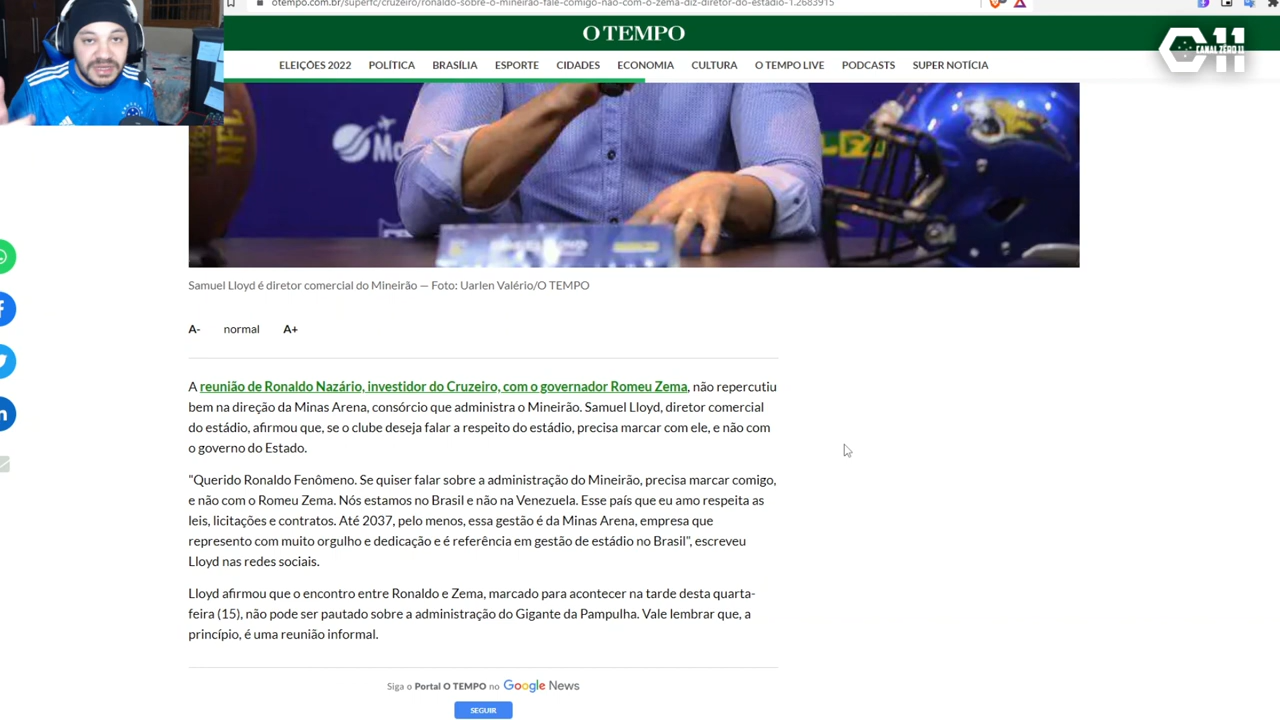 otempo.com.br/superfc/cruzeiro/ronaldo-sobre-o-mineirao-fale-comigo-nao-com-o-zema-diz-diretor-do-estadio-1.2683915
O TEMPO
CANAL ZERO 11
ELEIÇÕES 2022 POLÍTICA BRASÍLIA ESPORTE CIDADES ECONOMIA CULTURA O TEMPO LIVE PODCASTS SUPER NOTÍCIA
NFL
Samuel Lloyd é diretor comercial do Mineirão — Foto: Uarlen Valério/O TEMPO
A- normal A+
A reunião de Ronaldo Nazário, investidor do Cruzeiro, com o governador Romeu Zema, não repercutiu
bem na direção da Minas Arena, consórcio que administra o Mineirão. Samuel Lloyd, diretor comercial
do estádio, afirmou que, se o clube deseja falar a respeito do estádio, precisa marcar com ele, e não com
o governo do Estado.
"Querido Ronaldo Fenômeno. Se quiser falar sobre a administração do Mineirão, precisa marcar comigo,
e não com o Romeu Zema. Nós estamos no Brasil e não na Venezuela. Esse país que eu amo respeita as
leis, licitações e contratos. Até 2037, pelo menos, essa gestão é da Minas Arena, empresa que
represento com muito orgulho e dedicação e é referência em gestão de estádio no Brasil", escreveu
Lloyd nas redes sociais.
Lloyd afirmou que o encontro entre Ronaldo e Zema, marcado para acontecer na tarde desta quarta-
feira (15), não pode ser pautado sobre a administração do Gigante da Pampulha. Vale lembrar que, a
princípio, é uma reunião informal.
Siga o Portal O TEMPO no Google News
SEGUIR